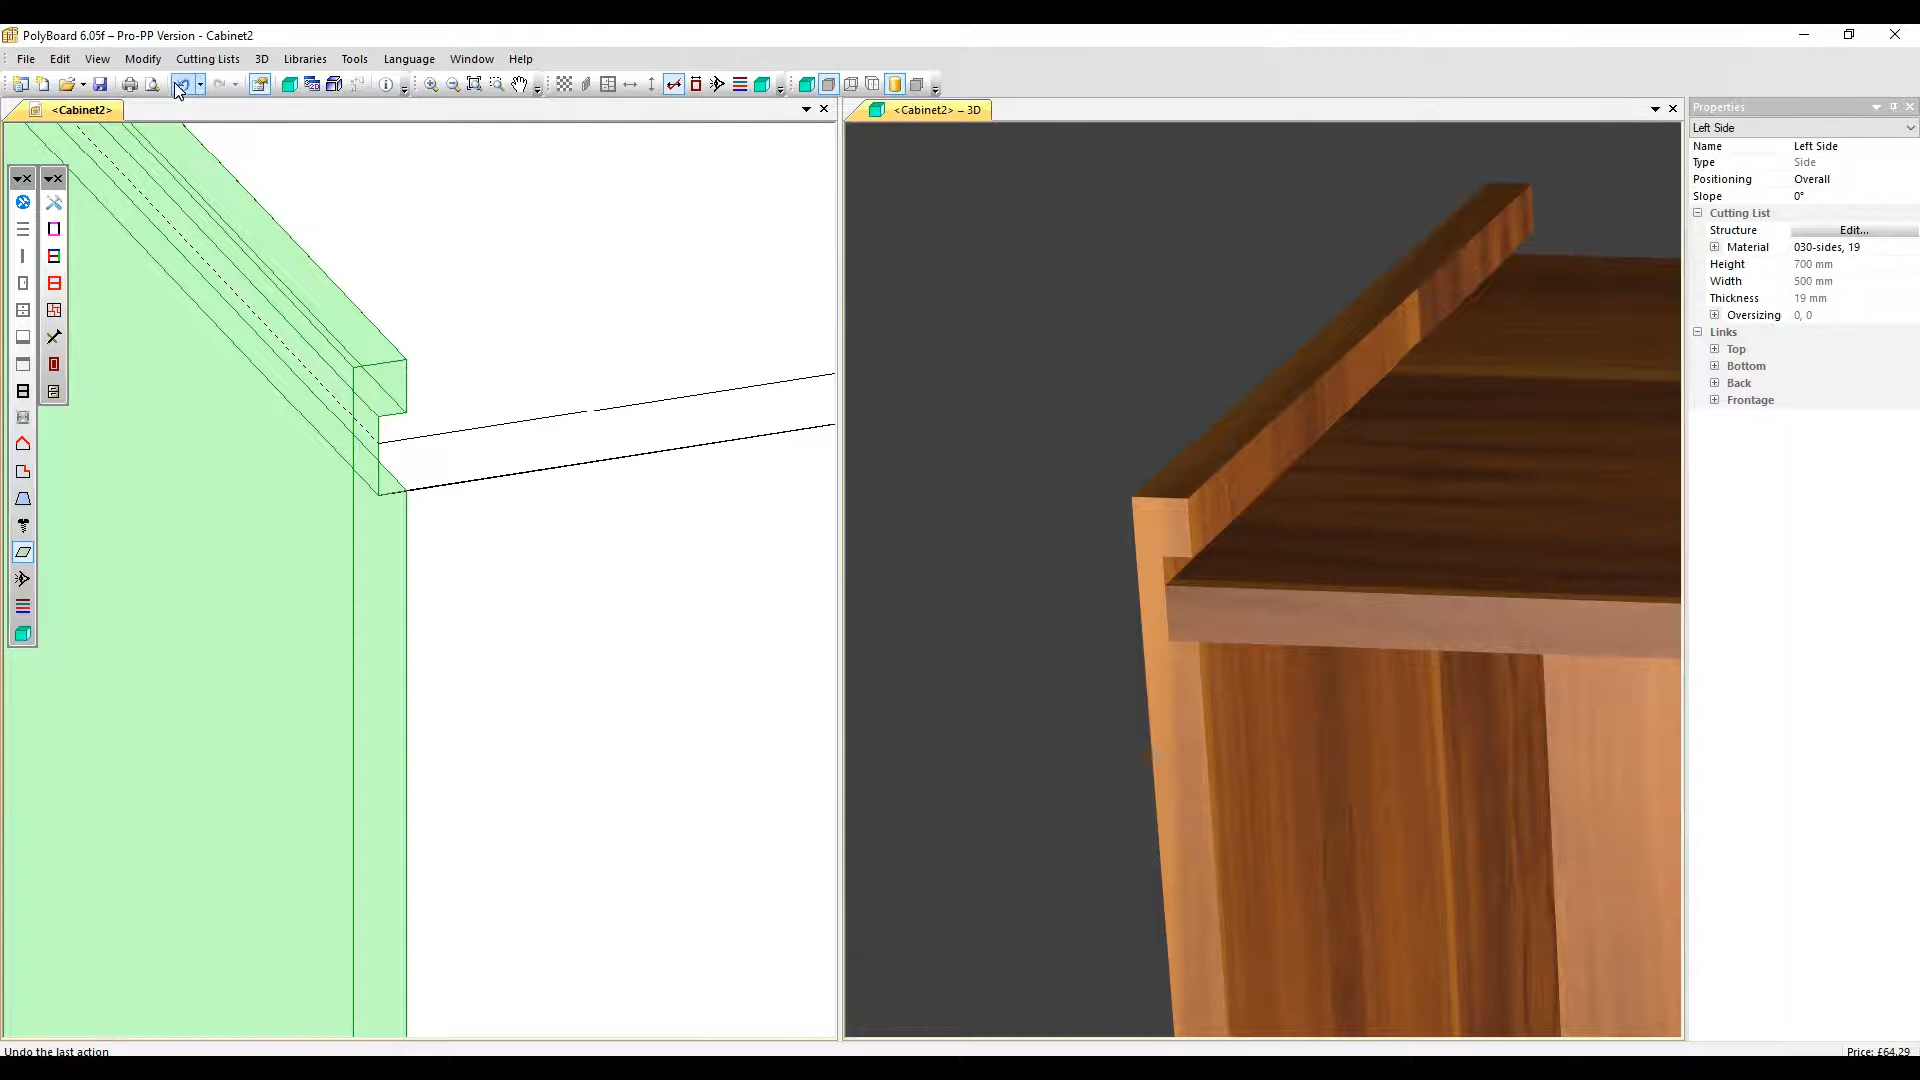 PolyBoard 6.05f - Pro-PP Version - Cabinet2
File Edit View Modify Cutting Lists 3D Libraries Tools Language Window Help
<Cabinet2>
<Cabinet2> - 3D
Properties
Left Side
Name Left Side
Type Side
Positioning Overall
Slope 0°
Cutting List
Structure Edit...
Material 030-sides, 19
Height 700 mm
Width 500 mm
Thickness 19 mm
Oversizing 0, 0
Links
Top
Bottom
Back
Frontage
Undo the last action
Price: £64.29